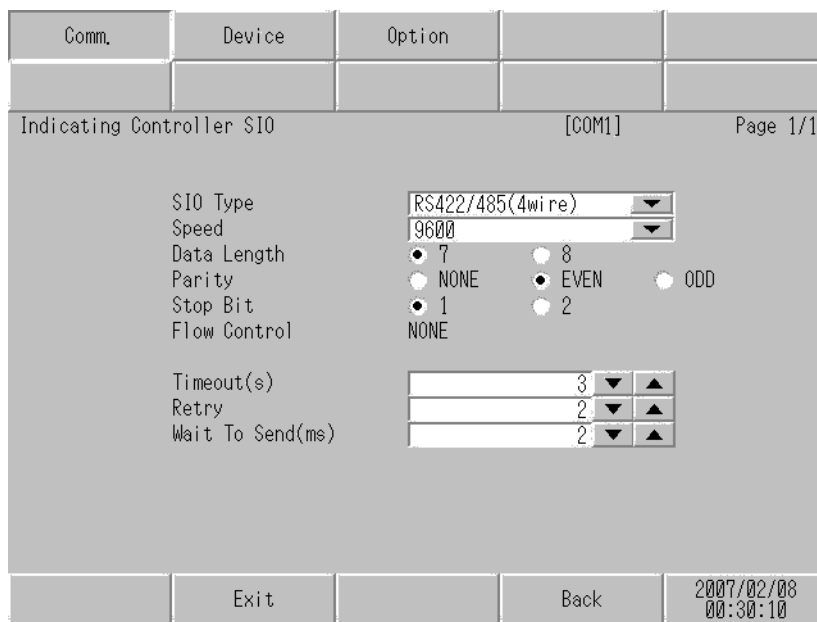 Comm. Device Option
Indicating Controller SIO [COM1] Page 1/1
SIO Type RS422/485(4wire)
Speed 9600
Data Length 7 8
Parity NONE EVEN ODD
Stop Bit 1 2
Flow Control NONE
Timeout(s) 3
Retry 2
Wait To Send(ms) 2
Exit Back 2007/02/08
00:30:10